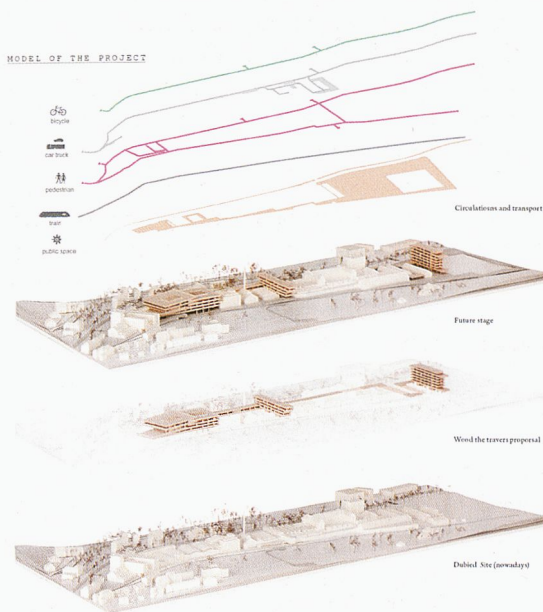 MODEL OF THE PROJECT
bicycle
car truck
pedestrian
train
public space
Circulations and transport
Future stage
Wood the travers proporsal
Dubied Site (nowadays)